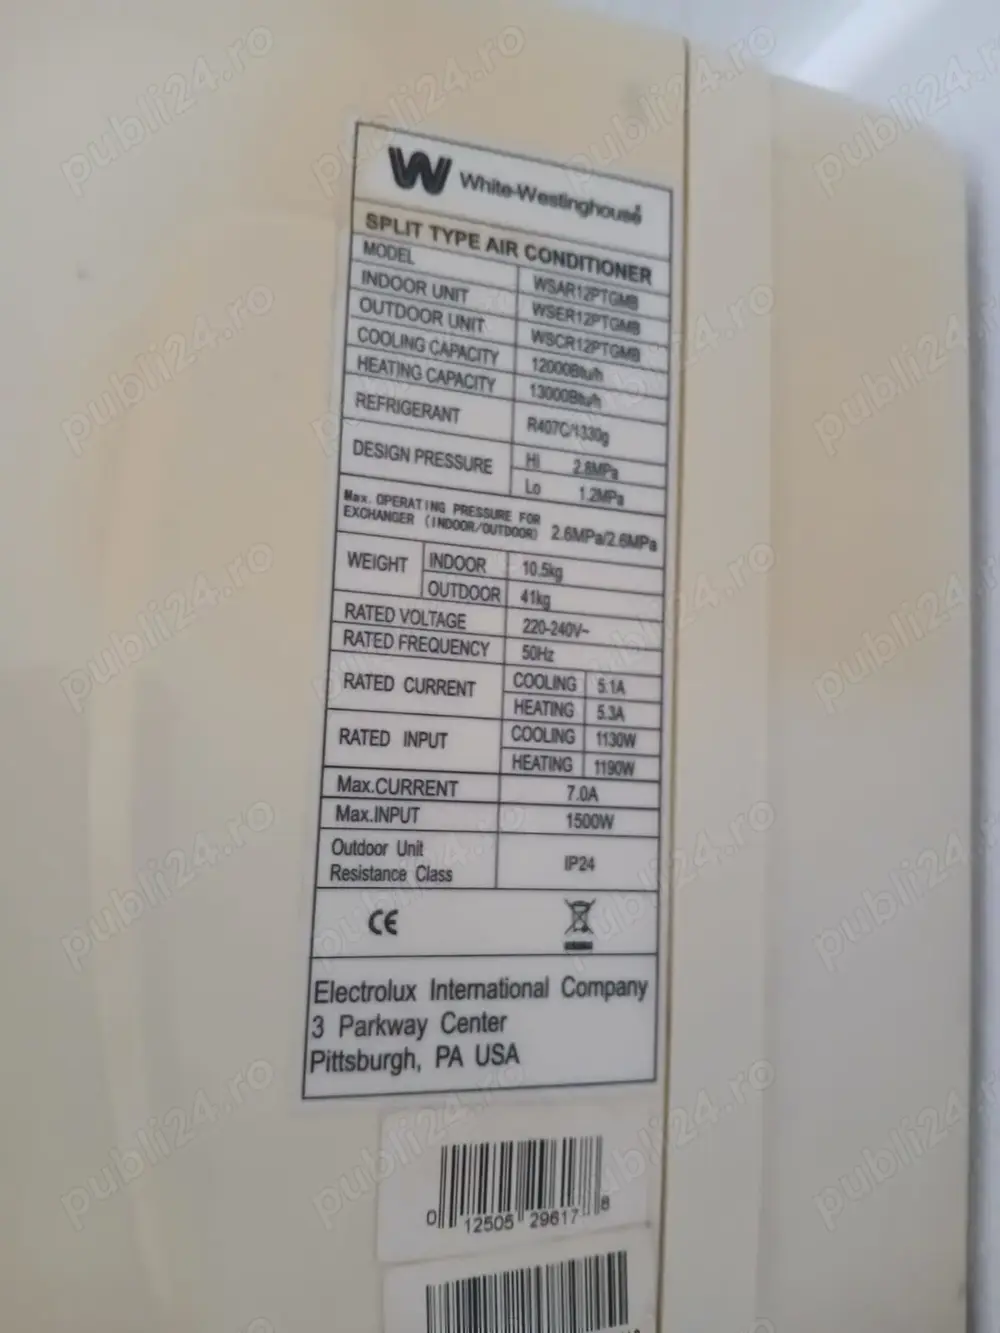 W White-Westinghouse
SPLIT TYPE AIR CONDITIONER
MODEL WSAR12PTGMB
INDOOR UNIT WSER12PTGMB
OUTDOOR UNIT WSCR12PTGMB
COOLING CAPACITY 12000Btu/h
HEATING CAPACITY 13000Btu/h
REFRIGERANT R407C/1330g
DESIGN PRESSURE Hi 2.8MPa
Lo 1.2MPa
Max. OPERATING PRESSURE FOR
EXCHANGER (INDOOR/OUTDOOR) 2.6MPa/2.6MPa
WEIGHT INDOOR 10.5kg
OUTDOOR 41kg
RATED VOLTAGE 220-240V~
RATED FREQUENCY 50Hz
RATED CURRENT COOLING 5.1A
HEATING 5.3A
RATED INPUT COOLING 1130W
HEATING 1190W
Max.CURRENT 7.0A
Max.INPUT 1500W
Outdoor Unit
Resistance Class IP24
CE
Electrolux International Company
3 Parkway Center
Pittsburgh, PA USA
0 12505 29617 8
publi24.ro